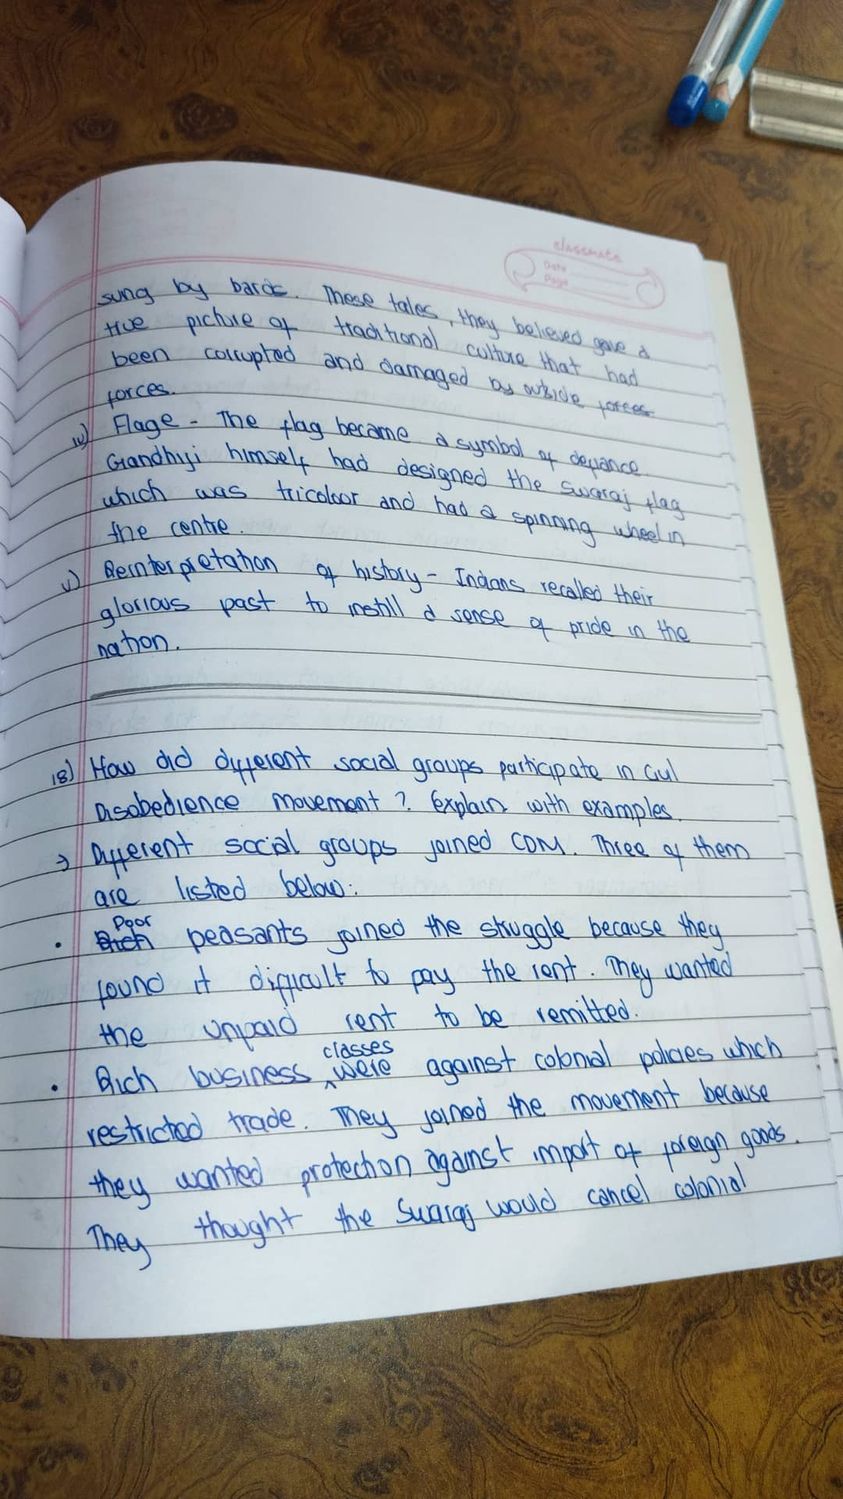 classmate
Date
Page
sung by bards. These tales, they believed gave a
true picture of traditional culture that had
been corrupted and damaged by outside forces
forces.
iv) Flage - The flag became a symbol of defiance.
Gandhiji himself had designed the Swaraj flag
which was tricoloor and had a spinning wheel in
the centre
v) Reinterpretation of history - Indians recalled their
glorious past to instill a sense of pride in the
nation.
18) How did different social groups participate in Civil
Disobedience movement? Explain with examples.
→ Different social groups joined CDM. Three of them
are listed below:
Poor
• Rich peasants joined the struggle because they
found it difficult to pay the rent. They wanted
the unpaid rent to be remitted.
classes
• Rich business ^ were against colonial policies which
restricted trade. They joined the movement because
they wanted protection against import of foreign goods.
They thought the Swaraj would cancel colonial